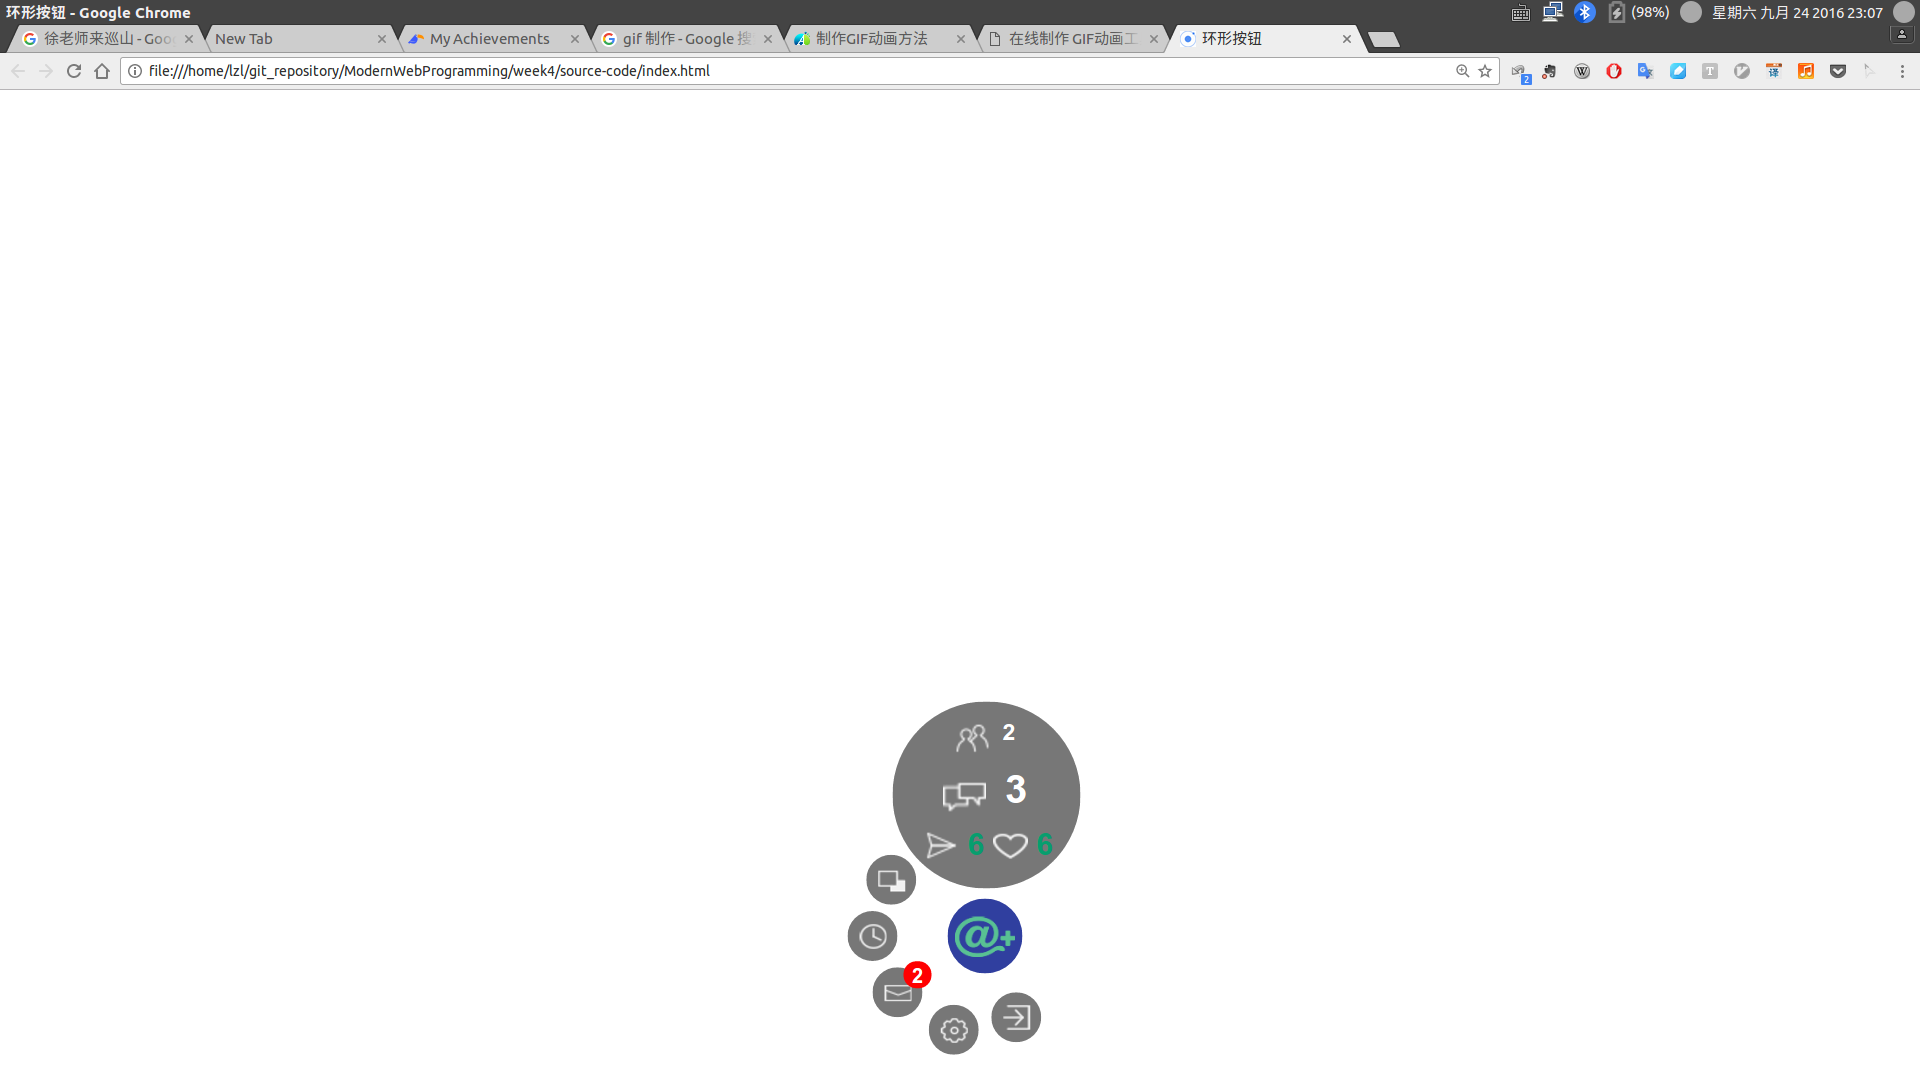 环形按钮 - Google Chrome
(98%) 星期六 九月 24 2016 23:07
徐老师来巡山 - Goo
New Tab
My Achievements
gif 制作 - Google 搜
制作GIF动画方法
在线制作 GIF动画工
环形按钮
file:///home/lzl/git_repository/ModernWebProgramming/week4/source-code/index.html
2
W
T
译
2
3
6 6
@+
2